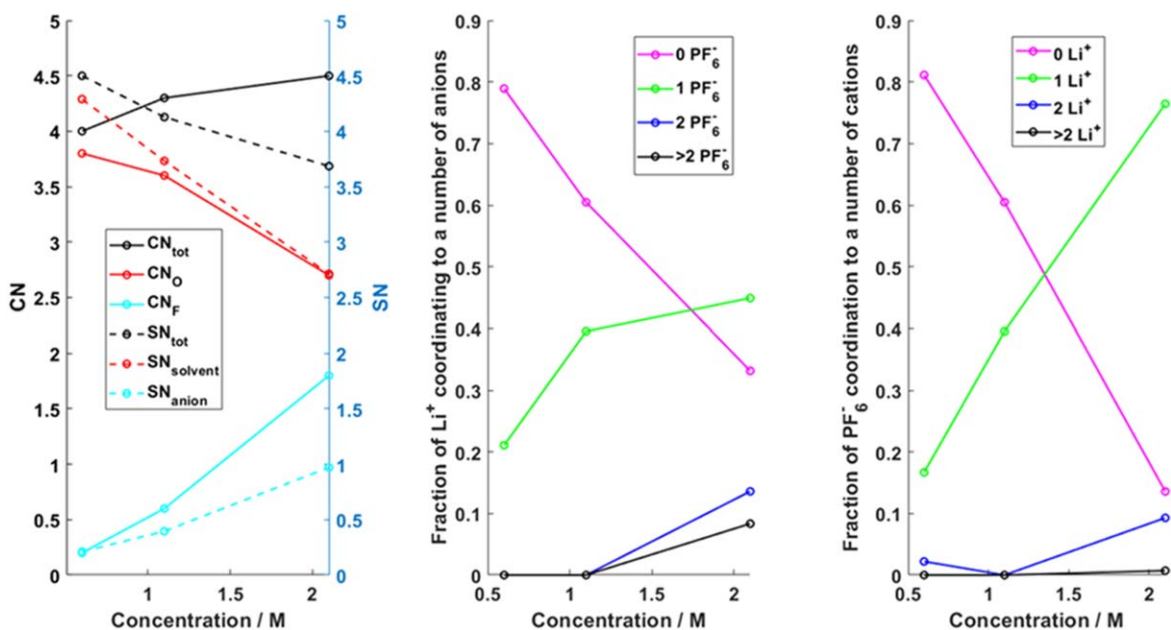 CN
5
4.5
4
3.5
3
2.5
2
1.5
1
0.5
0
CN_tot
CN_O
CN_F
SN_tot
SN_solvent
SN_anion
5
4.5
4
3.5
3
2.5
2
1.5
1
0.5
0
SN
1 1.5 2
Concentration / M
Fraction of Li⁺ coordinating to a number of anions
0.9
0.8
0.7
0.6
0.5
0.4
0.3
0.2
0.1
0
0 PF₆⁻
1 PF₆⁻
2 PF₆⁻
>2 PF₆⁻
0.5 1 1.5 2
Concentration / M
Fraction of PF₆⁻ coordination to a number of cations
0.9
0.8
0.7
0.6
0.5
0.4
0.3
0.2
0.1
0
0 Li⁺
1 Li⁺
2 Li⁺
>2 Li⁺
0.5 1 1.5 2
Concentration / M